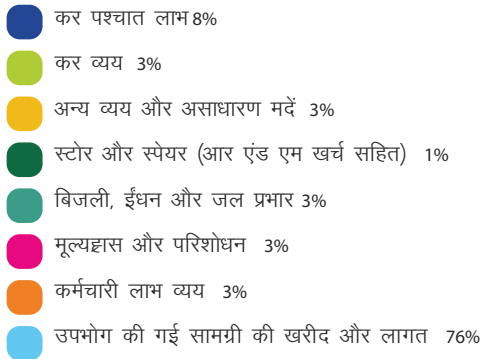 कर पश्चात लाभ 8%
कर व्यय 3%
अन्य व्यय और असाधारण मदें 3%
स्टोर और स्पेयर (आर एंड एम खर्च सहित) 1%
बिजली, ईंधन और जल प्रभार 3%
मूल्यह्रास और परिशोधन 3%
कर्मचारी लाभ व्यय 3%
उपभोग की गई सामग्री की खरीद और लागत 76%